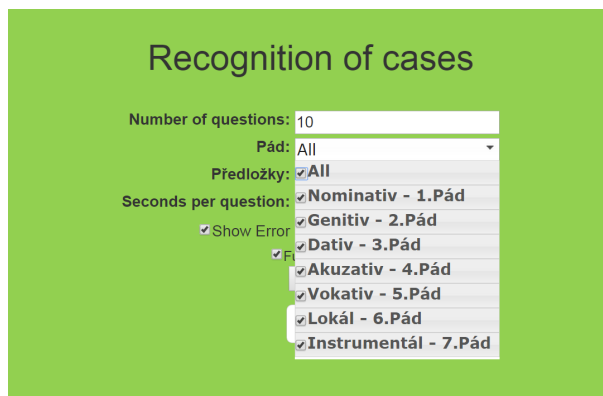 Recognition of cases
Number of questions: 10
Pád: All
Předložky: All
Seconds per question: Nominativ - 1.Pád
Genitiv - 2.Pád
Show Error
Dativ - 3.Pád
Akuzativ - 4.Pád
Vokativ - 5.Pád
Lokál - 6.Pád
Instrumentál - 7.Pád